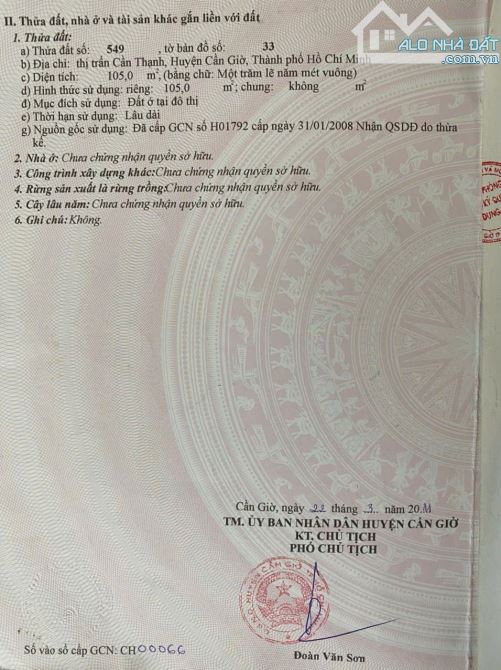 ALO NHÀ ĐẤT
.com.vn
II. Thửa đất, nhà ở và tài sản khác gắn liền với đất
1. Thửa đất:
a) Thửa đất số: 549 , tờ bản đồ số: 33
b) Địa chỉ: thị trấn Cần Thạnh, Huyện Cần Giờ, Thành phố Hồ Chí Minh
c) Diện tích: 105,0 m², (bằng chữ: Một trăm lẽ năm mét vuông)
d) Hình thức sử dụng: riêng: 105,0 m²; chung: không m²
đ) Mục đích sử dụng: Đất ở tại đô thị
e) Thời hạn sử dụng: Lâu dài
g) Nguồn gốc sử dụng: Đã cấp GCN số H01792 cấp ngày 31/01/2008 Nhận QSDĐ do thừa
kế.
2. Nhà ở: Chưa chứng nhận quyền sở hữu.
3. Công trình xây dựng khác:Chưa chứng nhận quyền sở hữu.
4. Rừng sản xuất là rừng trồng:Chưa chứng nhận quyền sở hữu.
5. Cây lâu năm: Chưa chứng nhận quyền sở hữu.
6. Ghi chú: Không.
Cần Giờ, ngày 22 tháng 3. năm 2011
TM. ỦY BAN NHÂN DÂN HUYỆN CẦN GIỜ
KT. CHỦ TỊCH
PHÓ CHỦ TỊCH
Đoàn Văn Sơn
Số vào sổ cấp GCN: CH00066